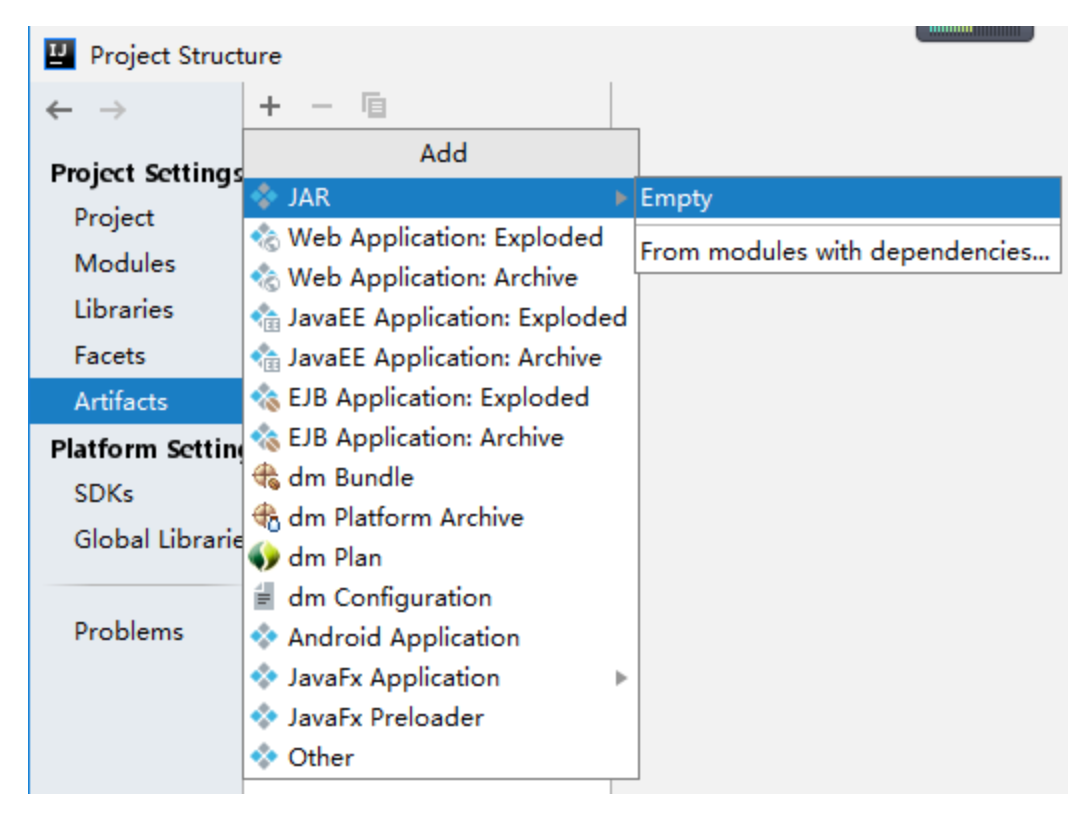 IJ
Project Structure
Add
Project Settings
Project
Modules
Libraries
Facets
Artifacts
Platform Settin
SDKs
Global Librarie
Problems
JAR
Web Application: Exploded
Web Application: Archive
JavaEE Application: Exploded
JavaEE Application: Archive
EJB Application: Exploded
EJB Application: Archive
dm Bundle
dm Platform Archive
dm Plan
dm Configuration
Android Application
JavaFx Application
JavaFx Preloader
Other
Empty
From modules with dependencies...